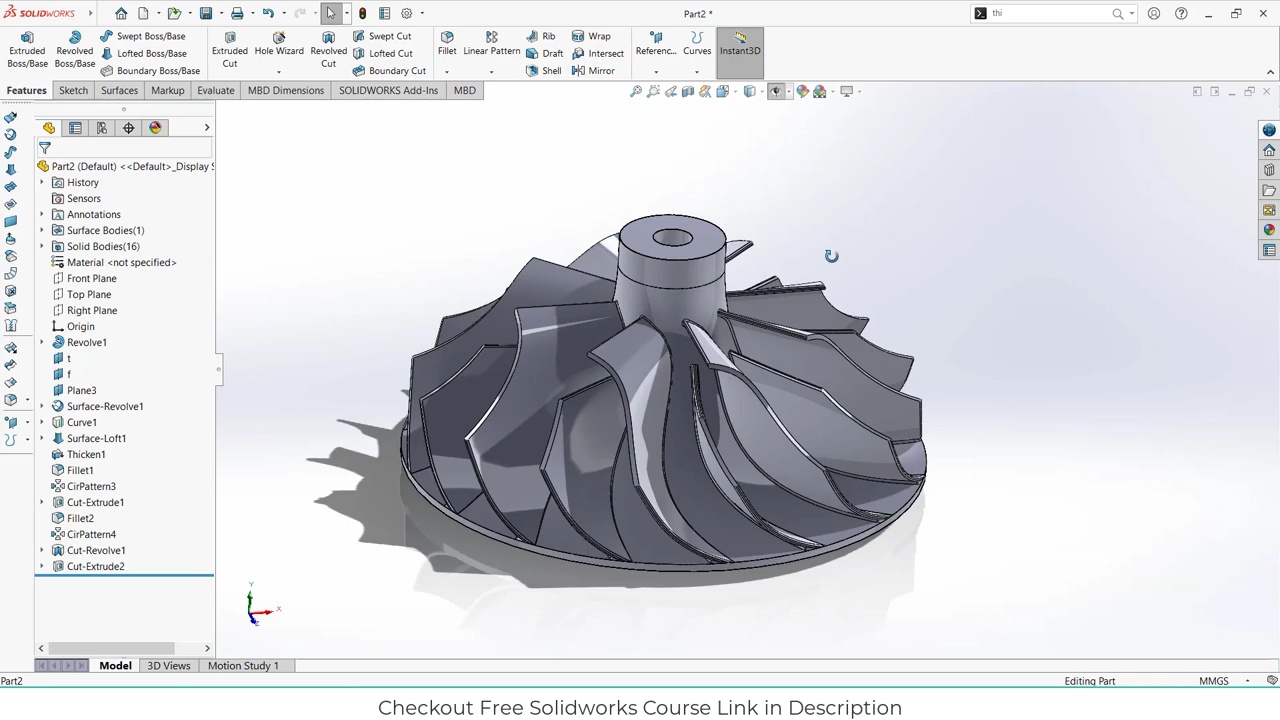 SOLIDWORKS
Part2 *
thi
Extruded Boss/Base
Revolved Boss/Base
Swept Boss/Base
Lofted Boss/Base
Boundary Boss/Base
Extruded Cut
Hole Wizard
Revolved Cut
Swept Cut
Lofted Cut
Boundary Cut
Fillet
Linear Pattern
Rib
Draft
Shell
Wrap
Intersect
Mirror
Referenc...
Curves
Instant3D
Features
Sketch
Surfaces
Markup
Evaluate
MBD Dimensions
SOLIDWORKS Add-Ins
MBD
Part2 (Default) <<Default>_Display S
History
Sensors
Annotations
Surface Bodies(1)
Solid Bodies(16)
Material <not specified>
Front Plane
Top Plane
Right Plane
Origin
Revolve1
t
f
Plane3
Surface-Revolve1
Curve1
Surface-Loft1
Thicken1
Fillet1
CirPattern3
Cut-Extrude1
Fillet2
CirPattern4
Cut-Revolve1
Cut-Extrude2
Y
X
Z
Model
3D Views
Motion Study 1
Part2
Editing Part
MMGS
Checkout Free Solidworks Course Link in Description